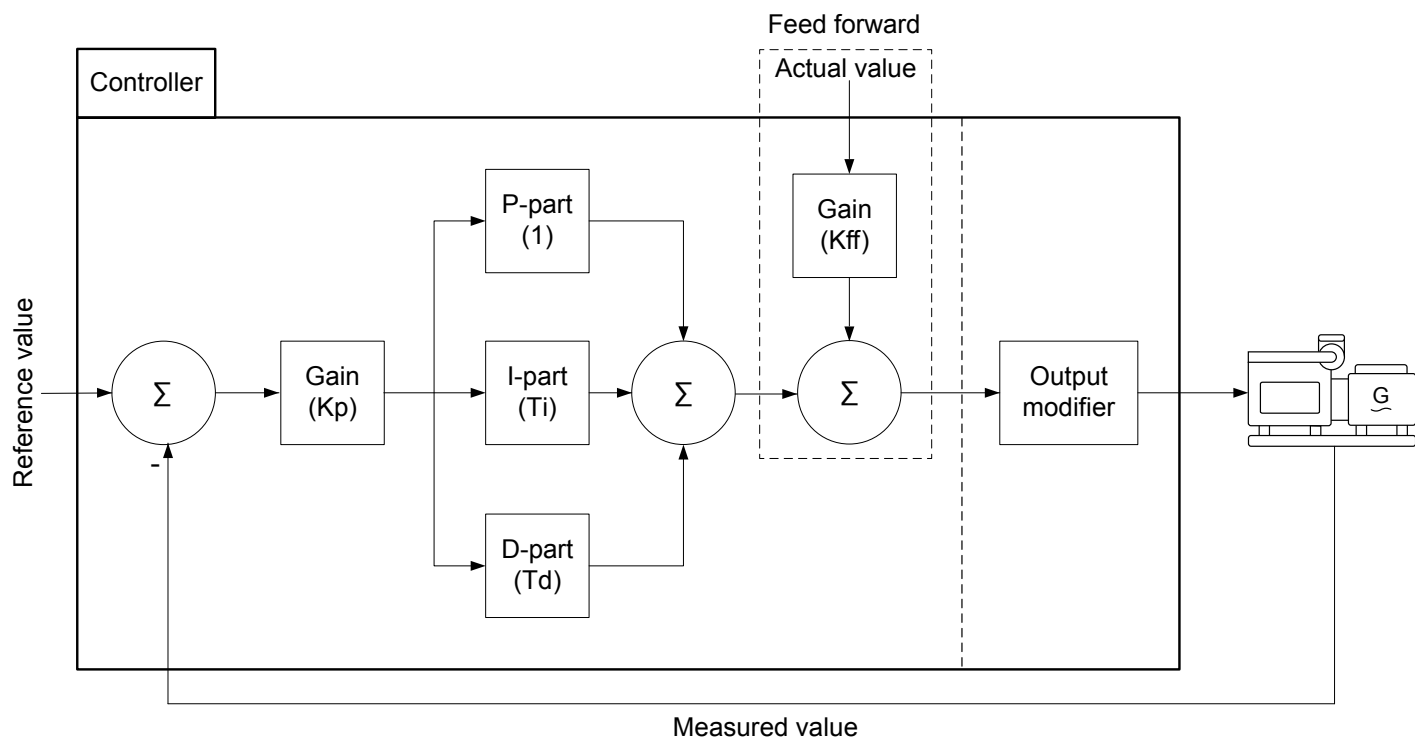 Feed forward
Actual value
Controller
P-part
(1)
Gain
(Kff)
Reference value
Σ
-
Gain
(Kp)
I-part
(Ti)
Σ
Σ
Output
modifier
G
D-part
(Td)
Measured value